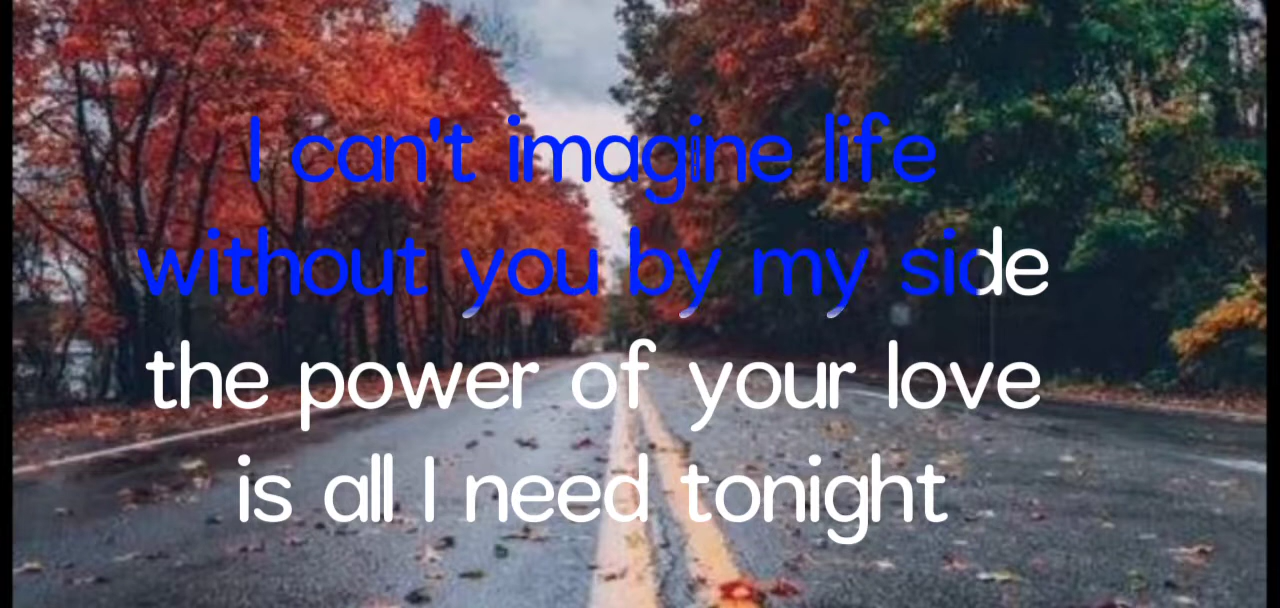 I can't imagine life
without you by my side
the power of your love
is all I need tonight